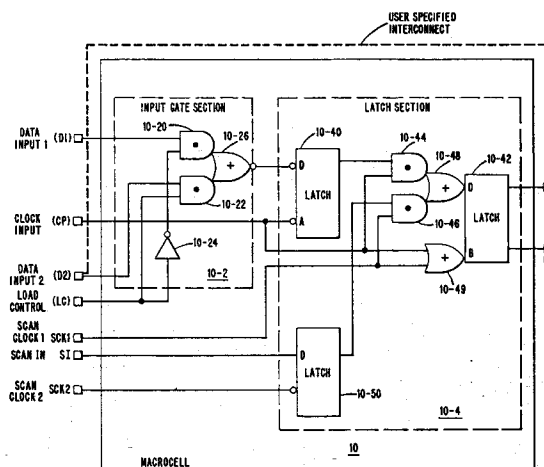 USER SPECIFIED
INTERCONNECT
INPUT GATE SECTION
LATCH SECTION
10-20
10-26
10-40
10-44
10-48
10-42
DATA
INPUT 1 (D1)
+
D
LATCH
D
LATCH
10-22
10-46
CLOCK
INPUT (CP)
A
10-24
B
+
10-49
DATA
INPUT 2 (D2)
10-2
LOAD
CONTROL (LC)
SCAN
CLOCK 1 SCK1
SCAN IN SI
D
LATCH
SCAN
CLOCK 2 SCK2
10-50
10-4
10
MACROCELL